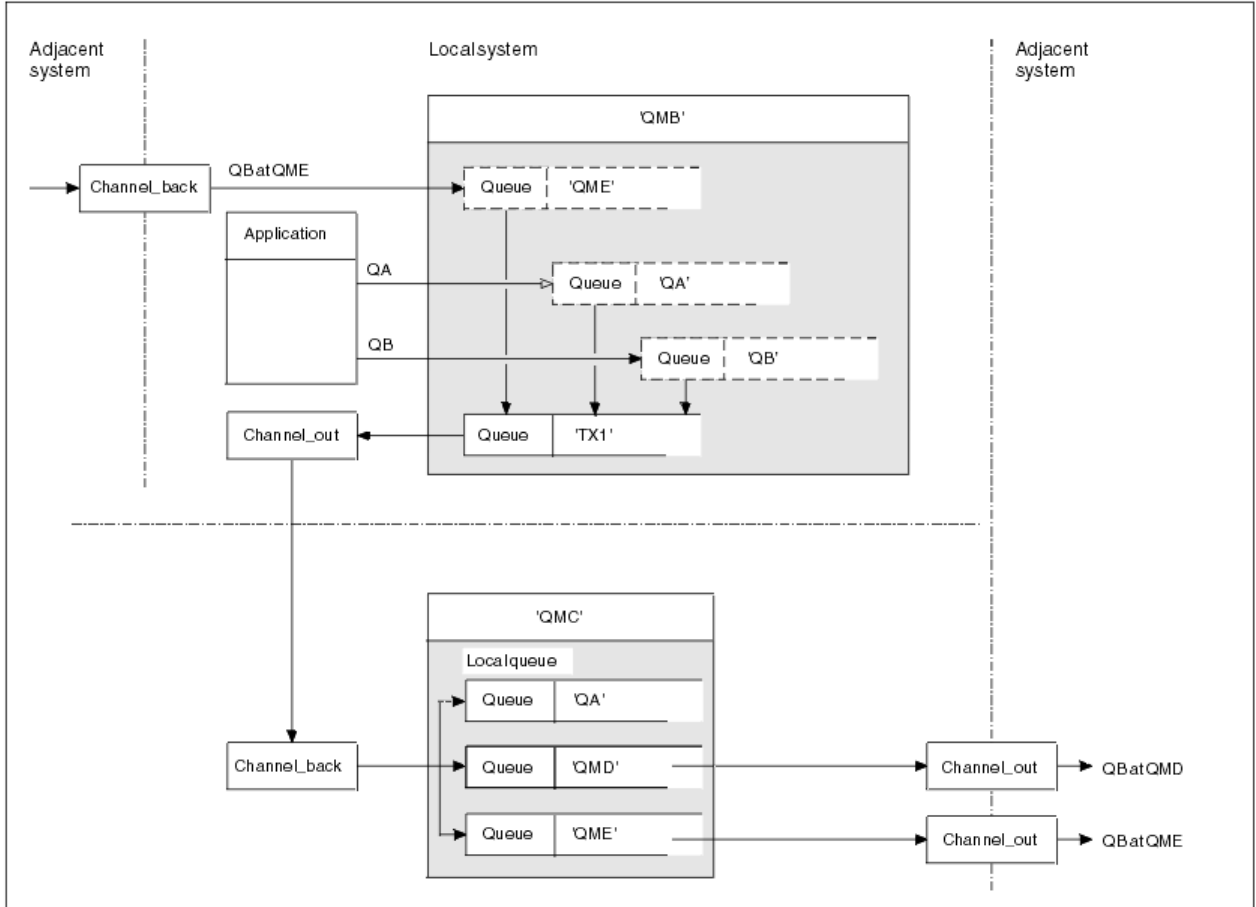 Adjacent
system
Localsystem
Adjacent
system
'QMB'
Channel_back
QBatQME
Queue
'QME'
Application
QA
Queue
'QA'
QB
Queue
'QB'
Channel_out
Queue
'TX1'
'QMC'
Localqueue
Queue
'QA'
Channel_back
Queue
'QMD'
Channel_out
QBatQMD
Queue
'QME'
Channel_out
QBatQME